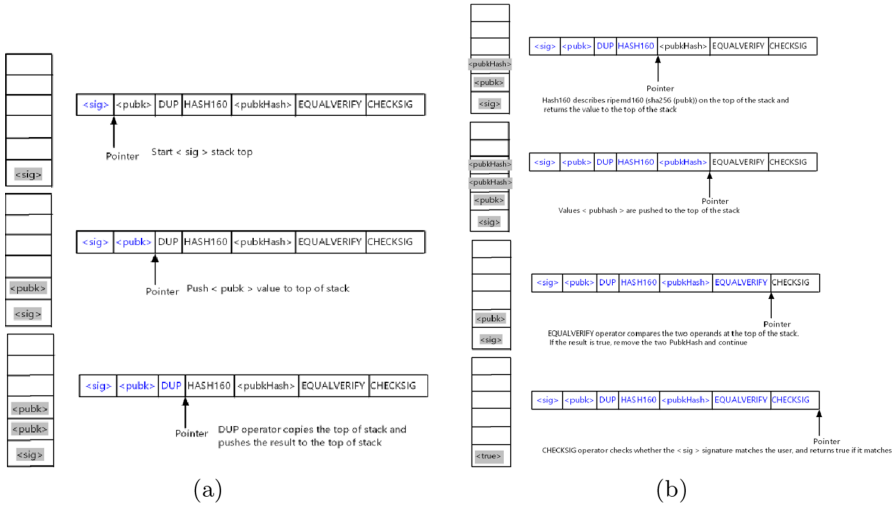 <sig> <pubk> DUP HASH160 <pubkHash> EQUALVERIFY CHECKSIG
Pointer
Start < sig > stack top
<sig>
<sig> <pubk> DUP HASH160 <pubkHash> EQUALVERIFY CHECKSIG
Pointer
Push < pubk > value to top of stack
<pubk>
<sig>
<sig> <pubk> DUP HASH160 <pubkHash> EQUALVERIFY CHECKSIG
Pointer
DUP operator copies the top of stack and
pushes the result to the top of stack
<pubk>
<pubk>
<sig>
(a)
<sig> <pubk> DUP HASH160 <pubkHash> EQUALVERIFY CHECKSIG
Pointer
Hash160 describes ripemd160 (sha256 (pubk)) on the top of the stack and
returns the value to the top of the stack
<pubkHash>
<pubk>
<sig>
<sig> <pubk> DUP HASH160 <pubkHash> EQUALVERIFY CHECKSIG
Pointer
Values < pubhash > are pushed to the top of the stack
<pubkHash>
<pubkHash>
<pubk>
<sig>
<sig> <pubk> DUP HASH160 <pubkHash> EQUALVERIFY CHECKSIG
Pointer
EQUALVERIFY operator compares the two operands at the top of the stack.
If the result is true, remove the two PubkHash and continue
<pubk>
<sig>
<sig> <pubk> DUP HASH160 <pubkHash> EQUALVERIFY CHECKSIG
Pointer
CHECKSIG operator checks whether the < sig > signature matches the user, and returns true if it matches
<true>
(b)